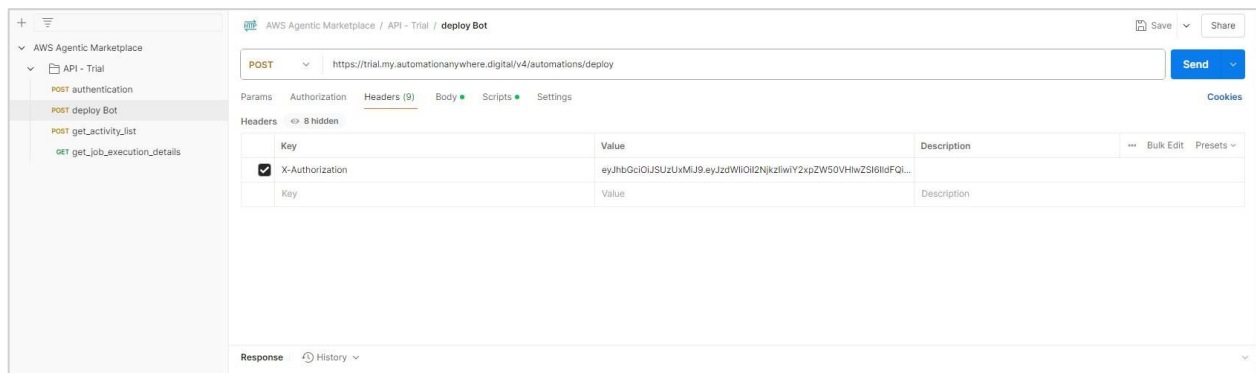 AWS Agentic Marketplace
API - Trial
POST authentication
POST deploy Bot
POST get_activity_list
GET get_job_execution_details
HTTP AWS Agentic Marketplace / API - Trial / deploy Bot
Save Share
POST https://trial.my.automationanywhere.digital/v4/automations/deploy Send
Params Authorization Headers (9) Body Scripts Settings Cookies
Headers 8 hidden
Key Value Description ... Bulk Edit Presets
X-Authorization eyJhbGciOiJSUzUxMiJ9.eyJzdWIiOiI2NjkzIiwiY2xpZW50VHlwZSI6IldFQi...
Key Value Description
Response History